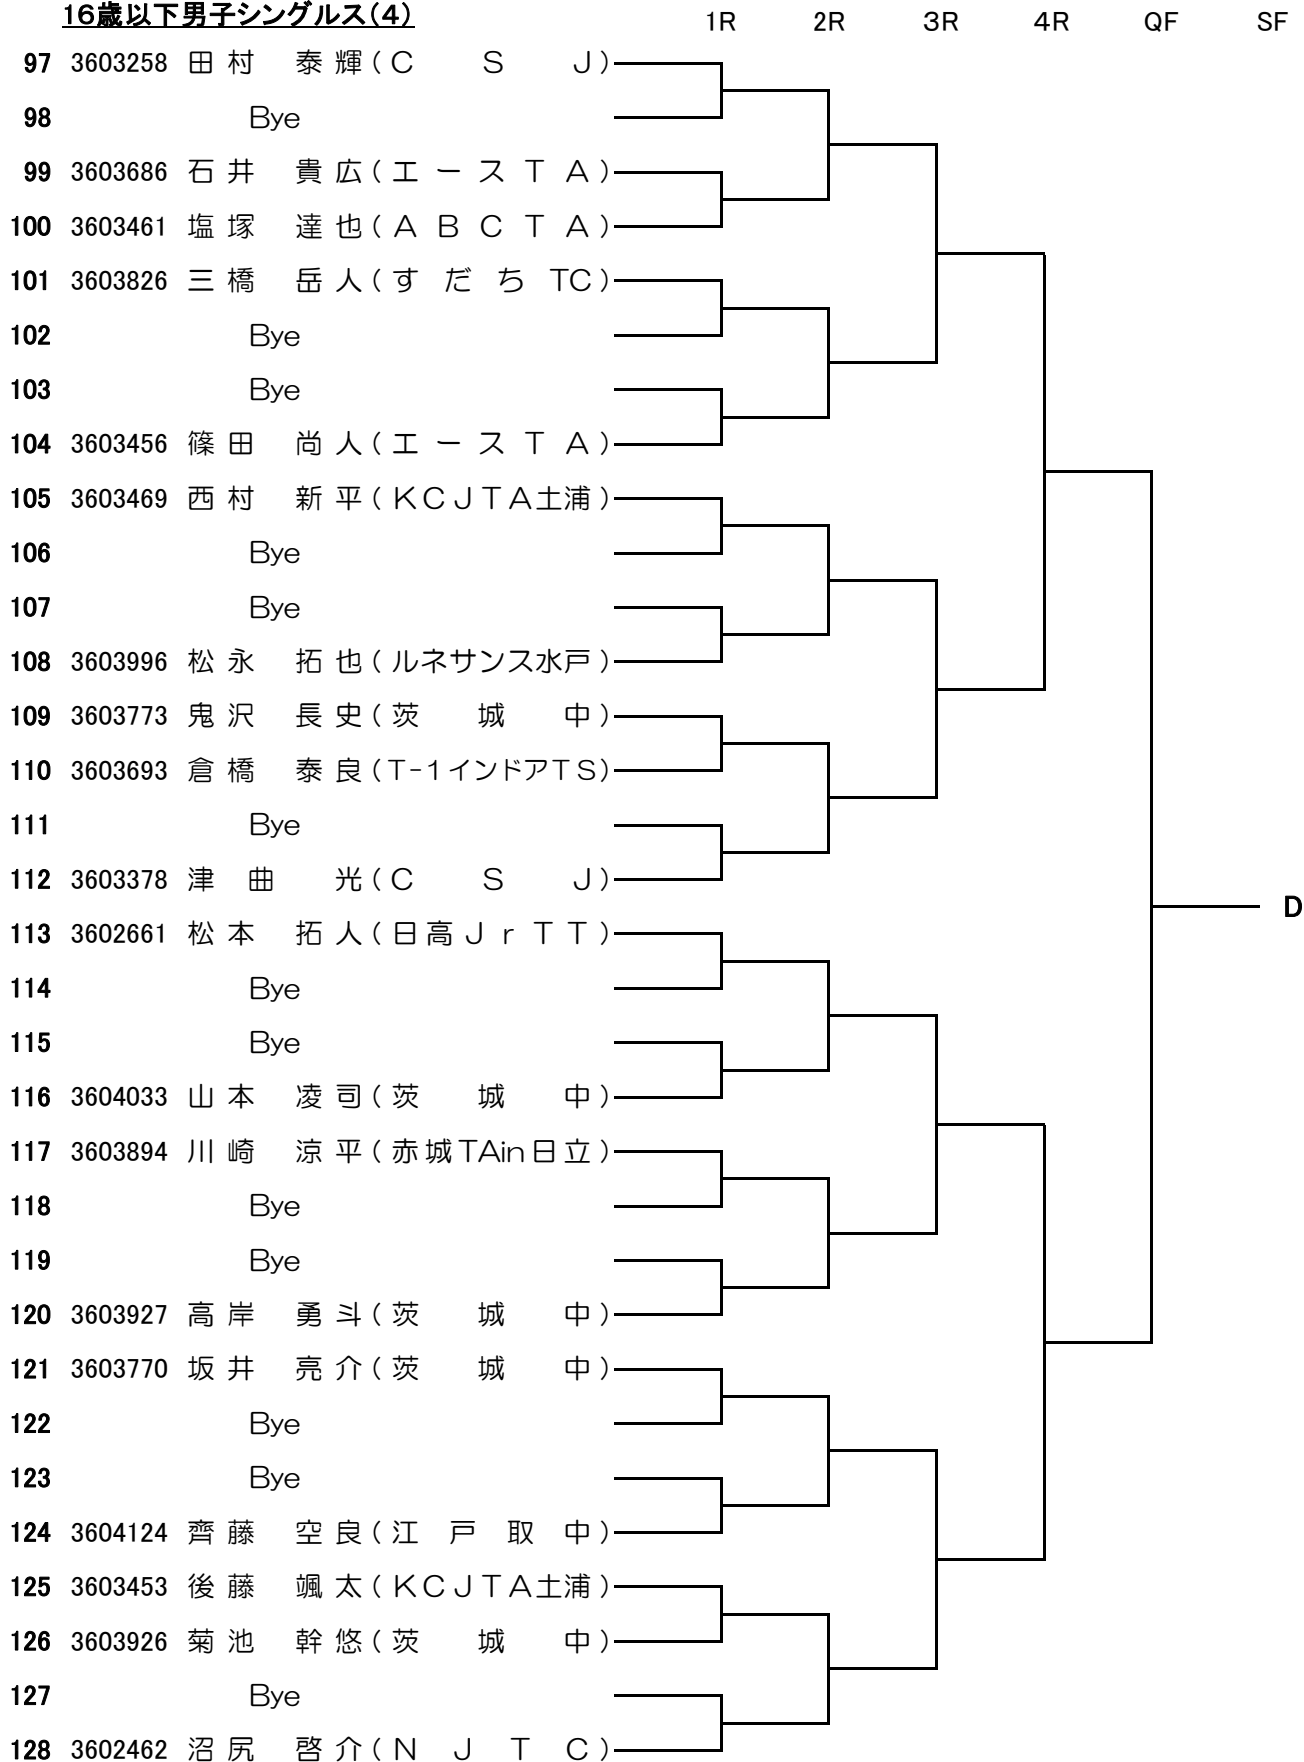 16歳以下男子シングルス(4) 1R 2R 3R 4R QF SF
97 3603258 田村 泰輝(C S J)
98 Bye
99 3603686 石井 貴広(エースTA)
100 3603461 塩塚 達也(ABCTA)
101 3603826 三橋 岳人(すだちTC)
102 Bye
103 Bye
104 3603456 篠田 尚人(エースTA)
105 3603469 西村 新平(KCJTA土浦)
106 Bye
107 Bye
108 3603996 松永 拓也(ルネサンス水戸)
109 3603773 鬼沢 長史(茨城中)
110 3603693 倉橋 泰良(T-1インドアTS)
111 Bye
112 3603378 津曲 光(C S J)
D
113 3602661 松本 拓人(日高JrTT)
114 Bye
115 Bye
116 3604033 山本 凌司(茨城中)
117 3603894 川崎 涼平(赤城TAin日立)
118 Bye
119 Bye
120 3603927 高岸 勇斗(茨城中)
121 3603770 坂井 亮介(茨城中)
122 Bye
123 Bye
124 3604124 齊藤 空良(江戸取中)
125 3603453 後藤 颯太(KCJTA土浦)
126 3603926 菊池 幹悠(茨城中)
127 Bye
128 3602462 沼尻 啓介(NJTC)